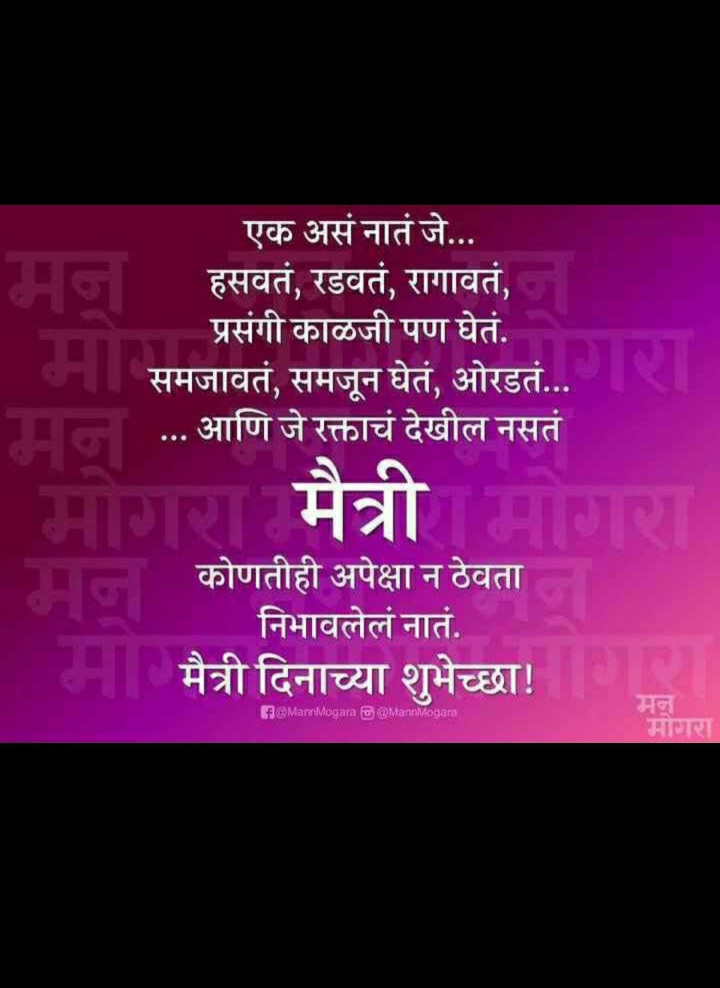 एक असं नातं जे...
हसवतं, रडवतं, रागावतं,
प्रसंगी काळजी पण घेतं.
समजावतं, समजून घेतं, ओरडतं...
... आणि जे रक्ताचं देखील नसतं
मैत्री
कोणतीही अपेक्षा न ठेवता
निभावलेलं नातं.
मैत्री दिनाच्या शुभेच्छा!
@MannMogara @MannMogara
मन
मोगरा